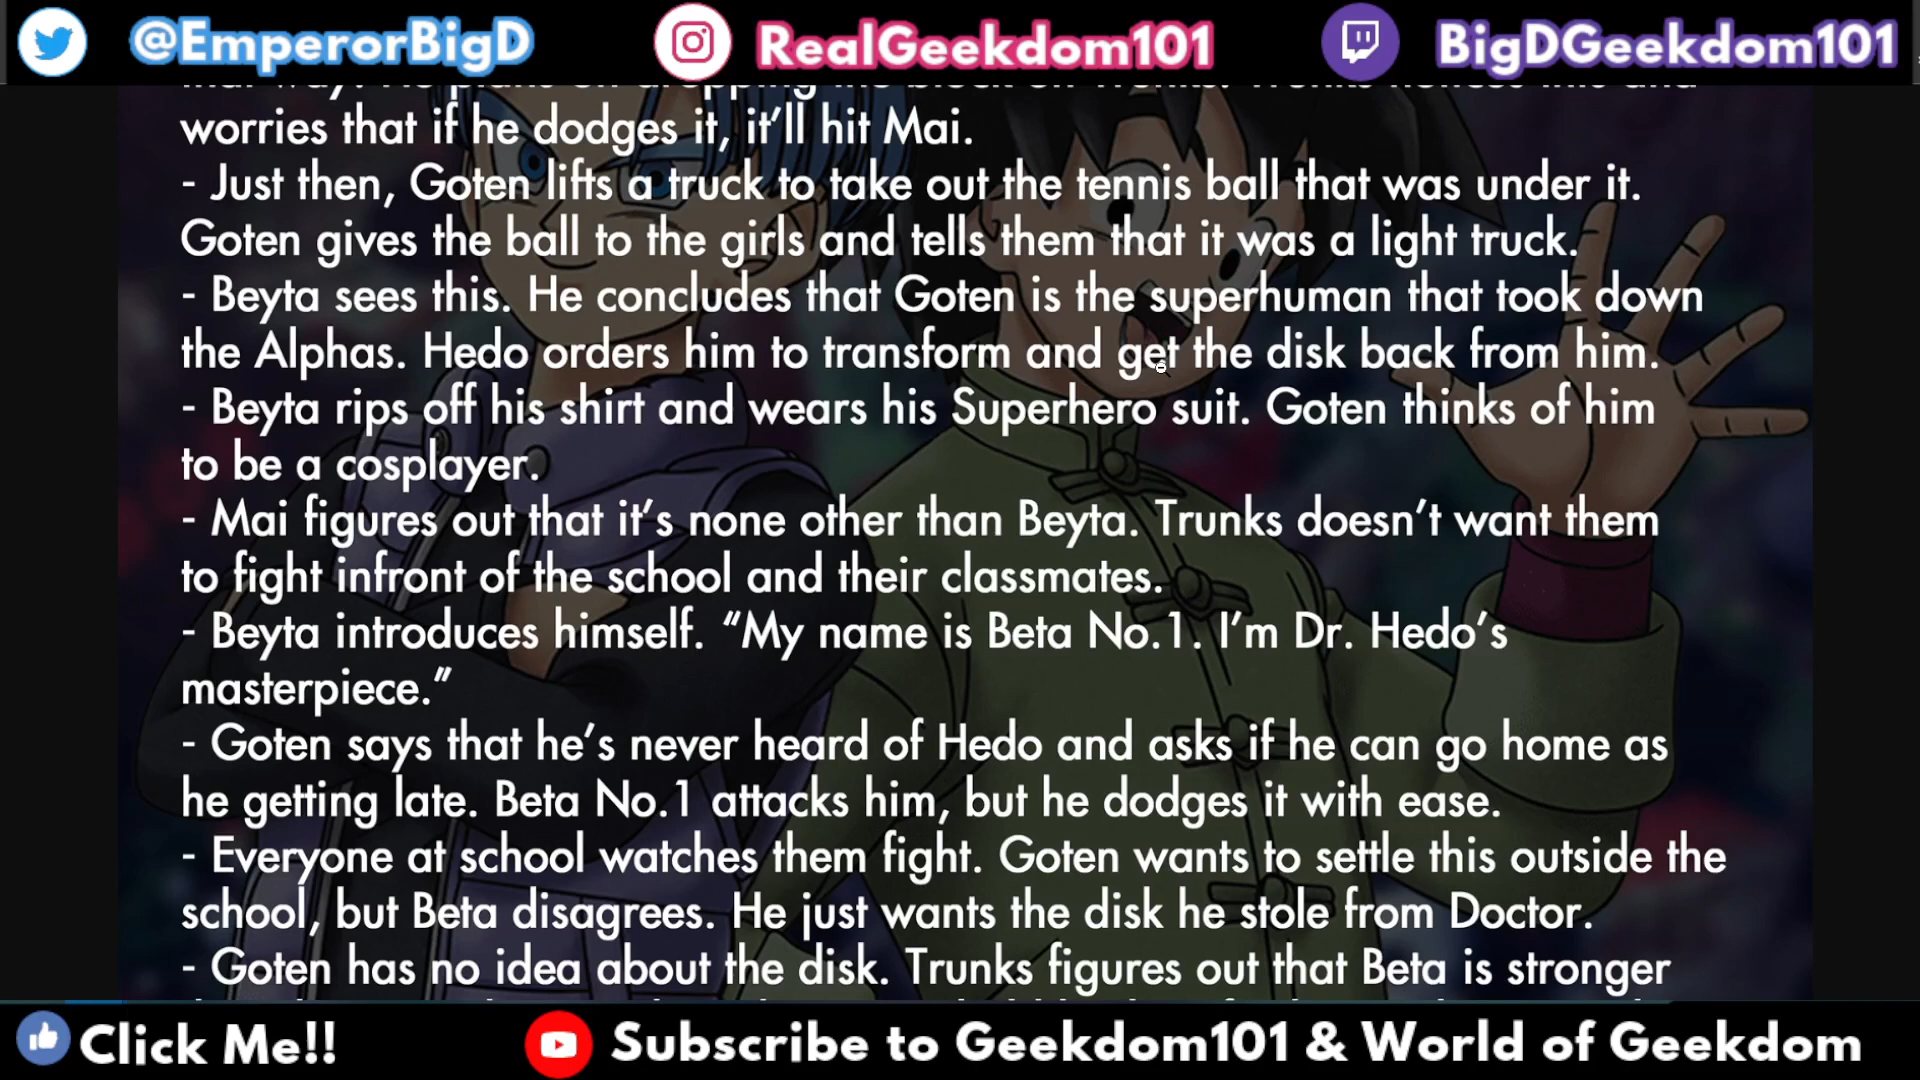 @EmperorBigD
RealGeekdom101
BigDGeekdom101
worries that if he dodges it, it'll hit Mai.
- Just then, Goten lifts a truck to take out the tennis ball that was under it.
Goten gives the ball to the girls and tells them that it was a light truck.
- Beyta sees this. He concludes that Goten is the superhuman that took down
the Alphas. Hedo orders him to transform and get the disk back from him.
- Beyta rips off his shirt and wears his Superhero suit. Goten thinks of him
to be a cosplayer.
- Mai figures out that it's none other than Beyta. Trunks doesn't want them
to fight infront of the school and their classmates.
- Beyta introduces himself. “My name is Beta No.1. I'm Dr. Hedo's
masterpiece.”
- Goten says that he's never heard of Hedo and asks if he can go home as
he getting late. Beta No.1 attacks him, but he dodges it with ease.
- Everyone at school watches them fight. Goten wants to settle this outside the
school, but Beta disagrees. He just wants the disk he stole from Doctor.
- Goten has no idea about the disk. Trunks figures out that Beta is stronger
Click Me!!
Subscribe to Geekdom101 & World of Geekdom